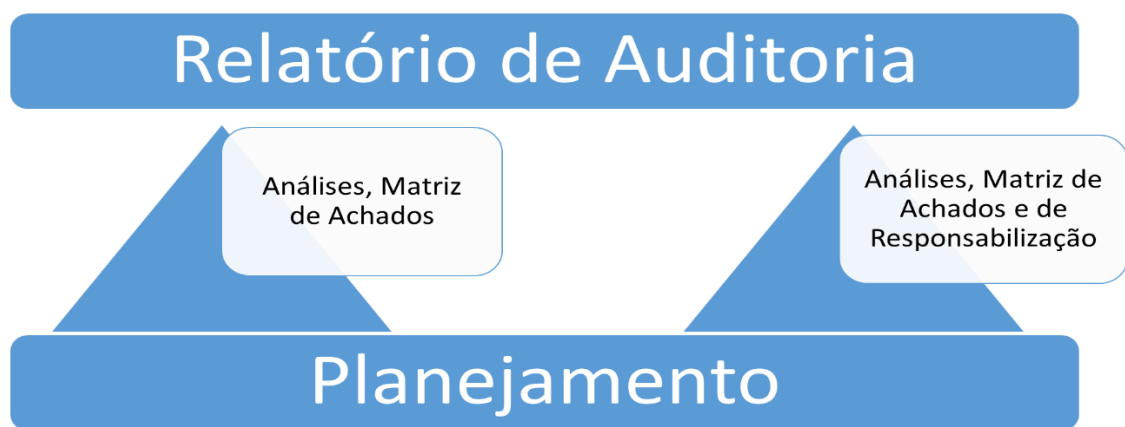 Relatório de Auditoria
Análises, Matriz
de Achados
Análises, Matriz de
Achados e de
Responsabilização
Planejamento